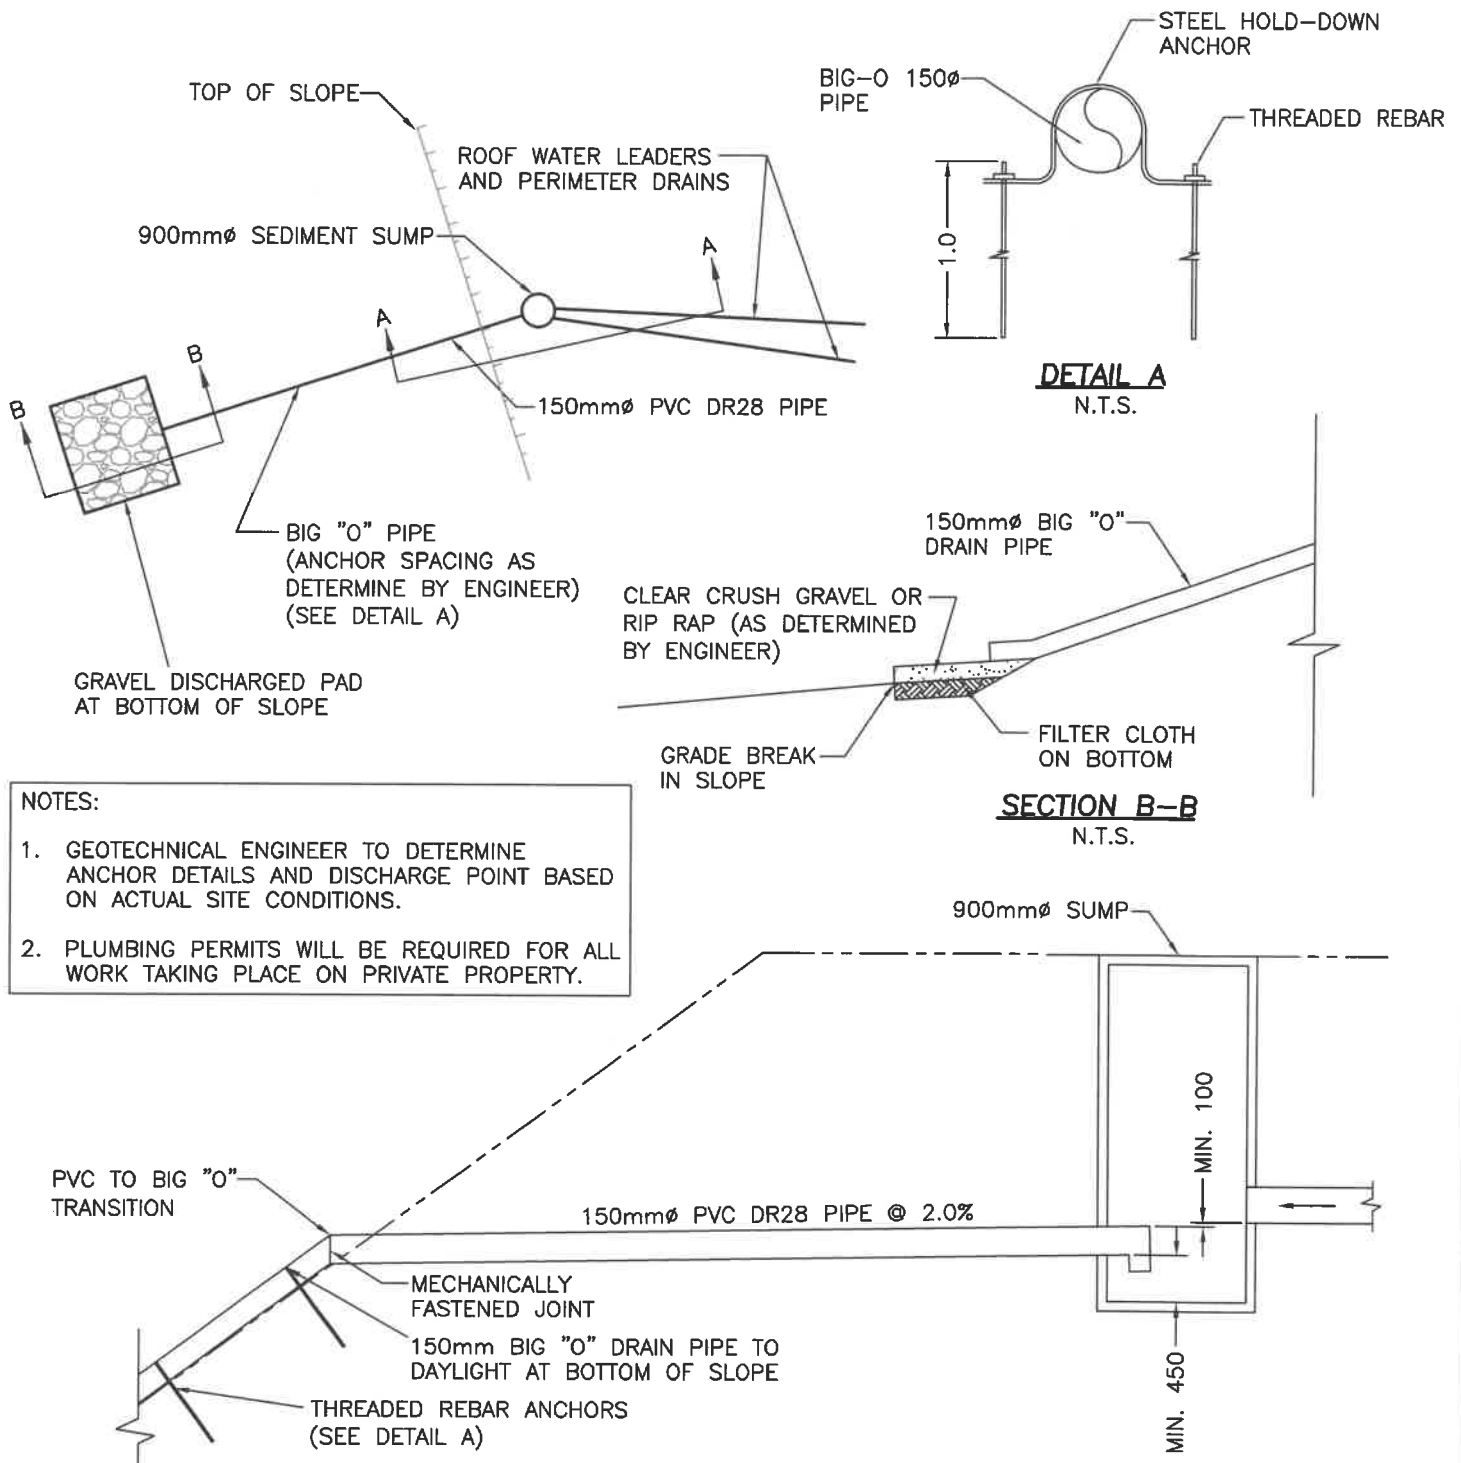 STEEL HOLD-DOWN
ANCHOR
BIG-O 150ø
PIPE
THREADED REBAR
1.0
DETAIL A
N.T.S.
TOP OF SLOPE
ROOF WATER LEADERS
AND PERIMETER DRAINS
900mmø SEDIMENT SUMP
A
A
B
B
150mmø PVC DR28 PIPE
BIG "O" PIPE
(ANCHOR SPACING AS
DETERMINE BY ENGINEER)
(SEE DETAIL A)
GRAVEL DISCHARGED PAD
AT BOTTOM OF SLOPE
150mmø BIG "O"
DRAIN PIPE
CLEAR CRUSH GRAVEL OR
RIP RAP (AS DETERMINED
BY ENGINEER)
GRADE BREAK
IN SLOPE
FILTER CLOTH
ON BOTTOM
SECTION B-B
N.T.S.
NOTES:
1. GEOTECHNICAL ENGINEER TO DETERMINE
ANCHOR DETAILS AND DISCHARGE POINT BASED
ON ACTUAL SITE CONDITIONS.
2. PLUMBING PERMITS WILL BE REQUIRED FOR ALL
WORK TAKING PLACE ON PRIVATE PROPERTY.
900mmø SUMP
MIN. 100
PVC TO BIG "O"
TRANSITION
150mmø PVC DR28 PIPE @ 2.0%
MECHANICALLY
FASTENED JOINT
150mm BIG "O" DRAIN PIPE TO
DAYLIGHT AT BOTTOM OF SLOPE
THREADED REBAR ANCHORS
(SEE DETAIL A)
MIN. 450